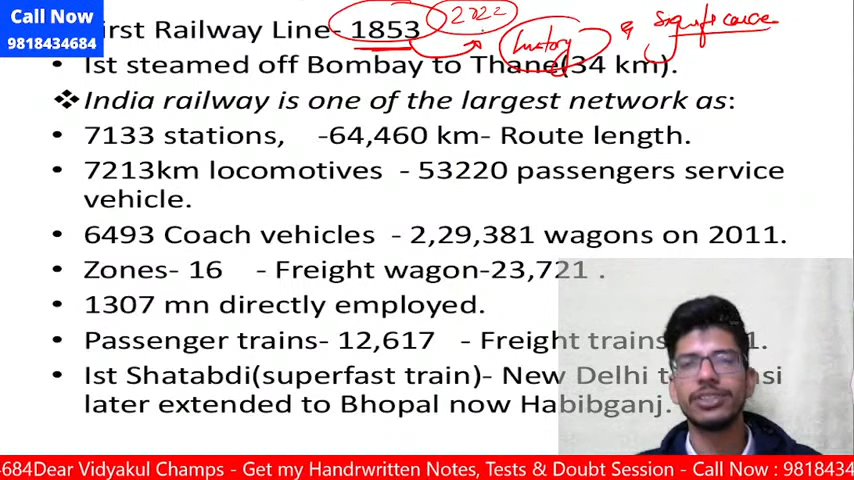 Call Now
9818434684
irst Railway Line- 1853 2022
history & significance
• Ist steamed off Bombay to Thane(34 km).
❖India railway is one of the largest network as:
• 7133 stations, -64,460 km- Route length.
• 7213km locomotives - 53220 passengers service
vehicle.
• 6493 Coach vehicles - 2,29,381 wagons on 2011.
• Zones- 16 - Freight wagon-23,721 .
• 1307 mn directly employed.
• Passenger trains- 12,617 - Freight trains 1.
• Ist Shatabdi(superfast train)- New Delhi t nsi
later extended to Bhopal now Habibganj.
4684Dear Vidyakul Champs - Get my Handrwritten Notes, Tests & Doubt Session - Call Now : 9818434